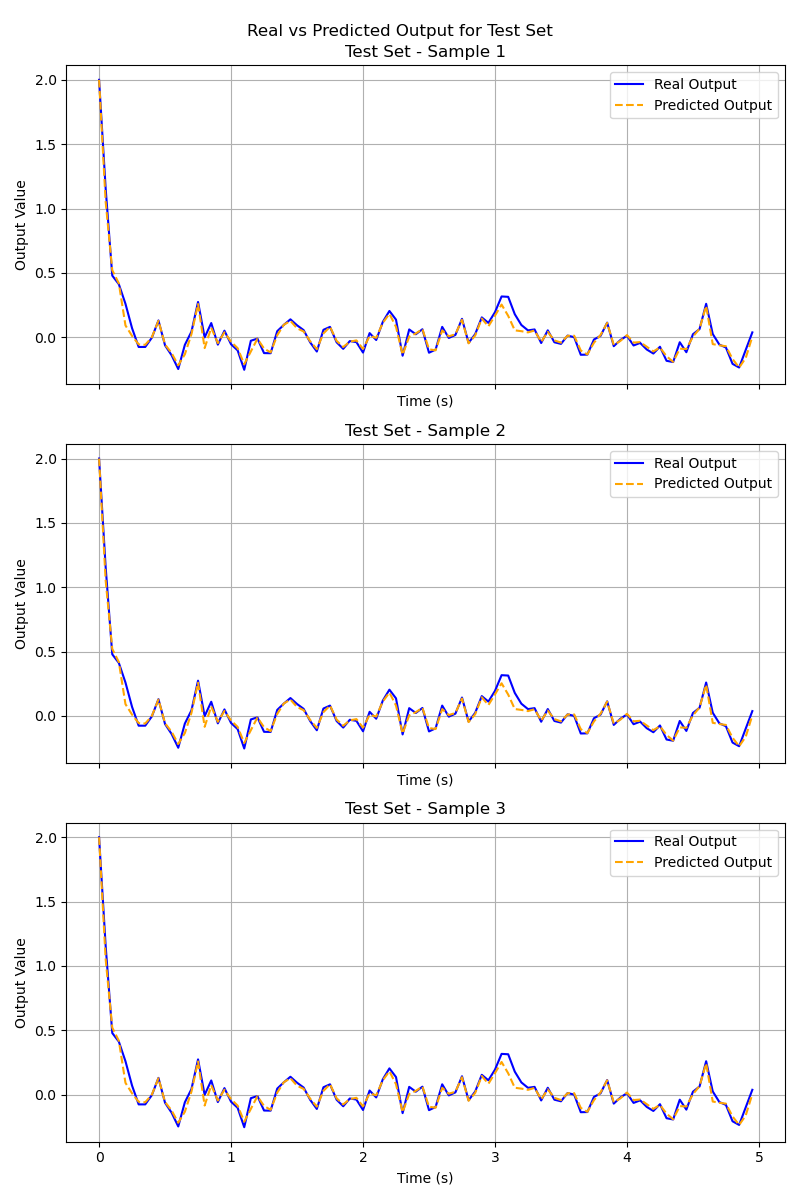 Real vs Predicted Output for Test Set
Test Set - Sample 1
2.0
1.5
1.0
0.5
0.0
Output Value
Real Output
Predicted Output
Time (s)
Test Set - Sample 2
2.0
1.5
1.0
0.5
0.0
Output Value
Real Output
Predicted Output
Time (s)
Test Set - Sample 3
2.0
1.5
1.0
0.5
0.0
Output Value
Real Output
Predicted Output
0 1 2 3 4 5
Time (s)